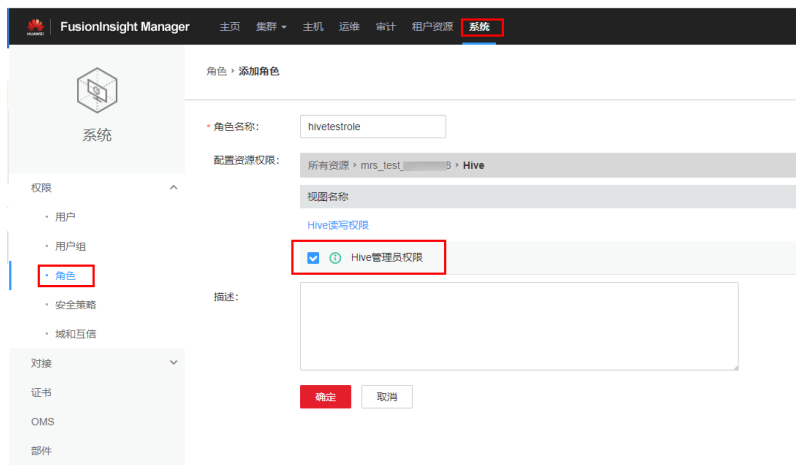 HUAWEI FusionInsight Manager 主页 集群 主机 运维 审计 租户资源 系统
系统
权限
· 用户
· 用户组
· 角色
· 安全策略
· 域和互信
对接
证书
OMS
部件
角色 › 添加角色
* 角色名称: hivetestrole
配置资源权限: 所有资源 › mrs_test_ › Hive
视图名称
Hive读写权限
Hive管理员权限
描述:
确定 取消